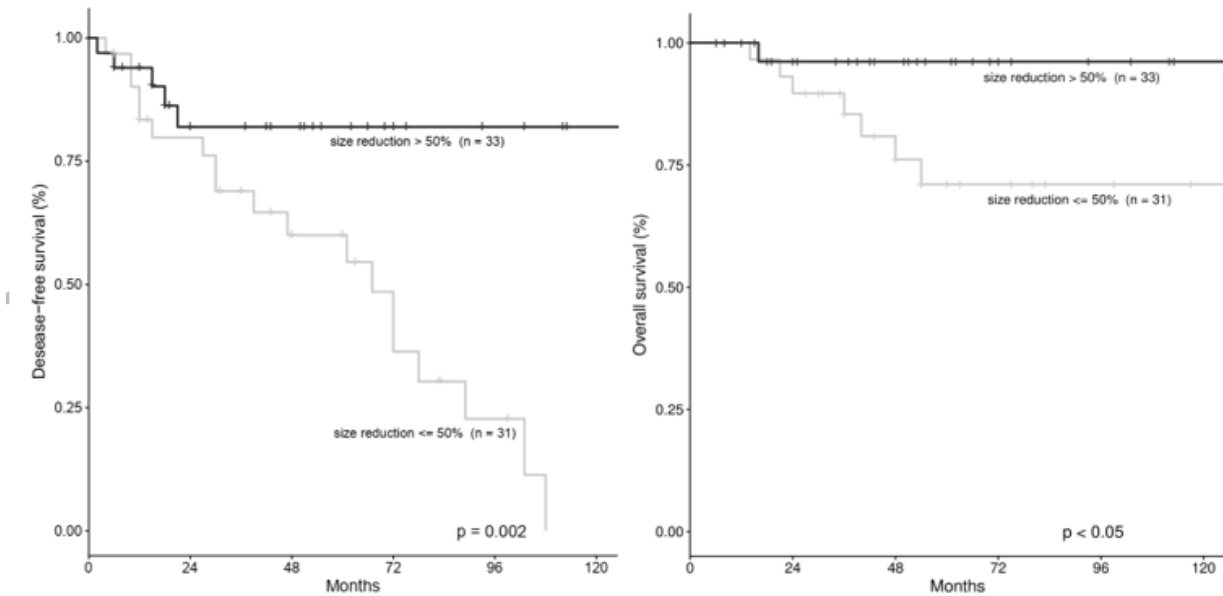 Desease-free survival (%)
1.00
0.75
0.50
0.25
0.00
size reduction > 50% (n = 33)
size reduction <= 50% (n = 31)
p = 0.002
0 24 48 72 96 120
Months
Overall survival (%)
1.00
0.75
0.50
0.25
0.00
size reduction > 50% (n = 33)
size reduction <= 50% (n = 31)
p < 0.05
0 24 48 72 96 120
Months